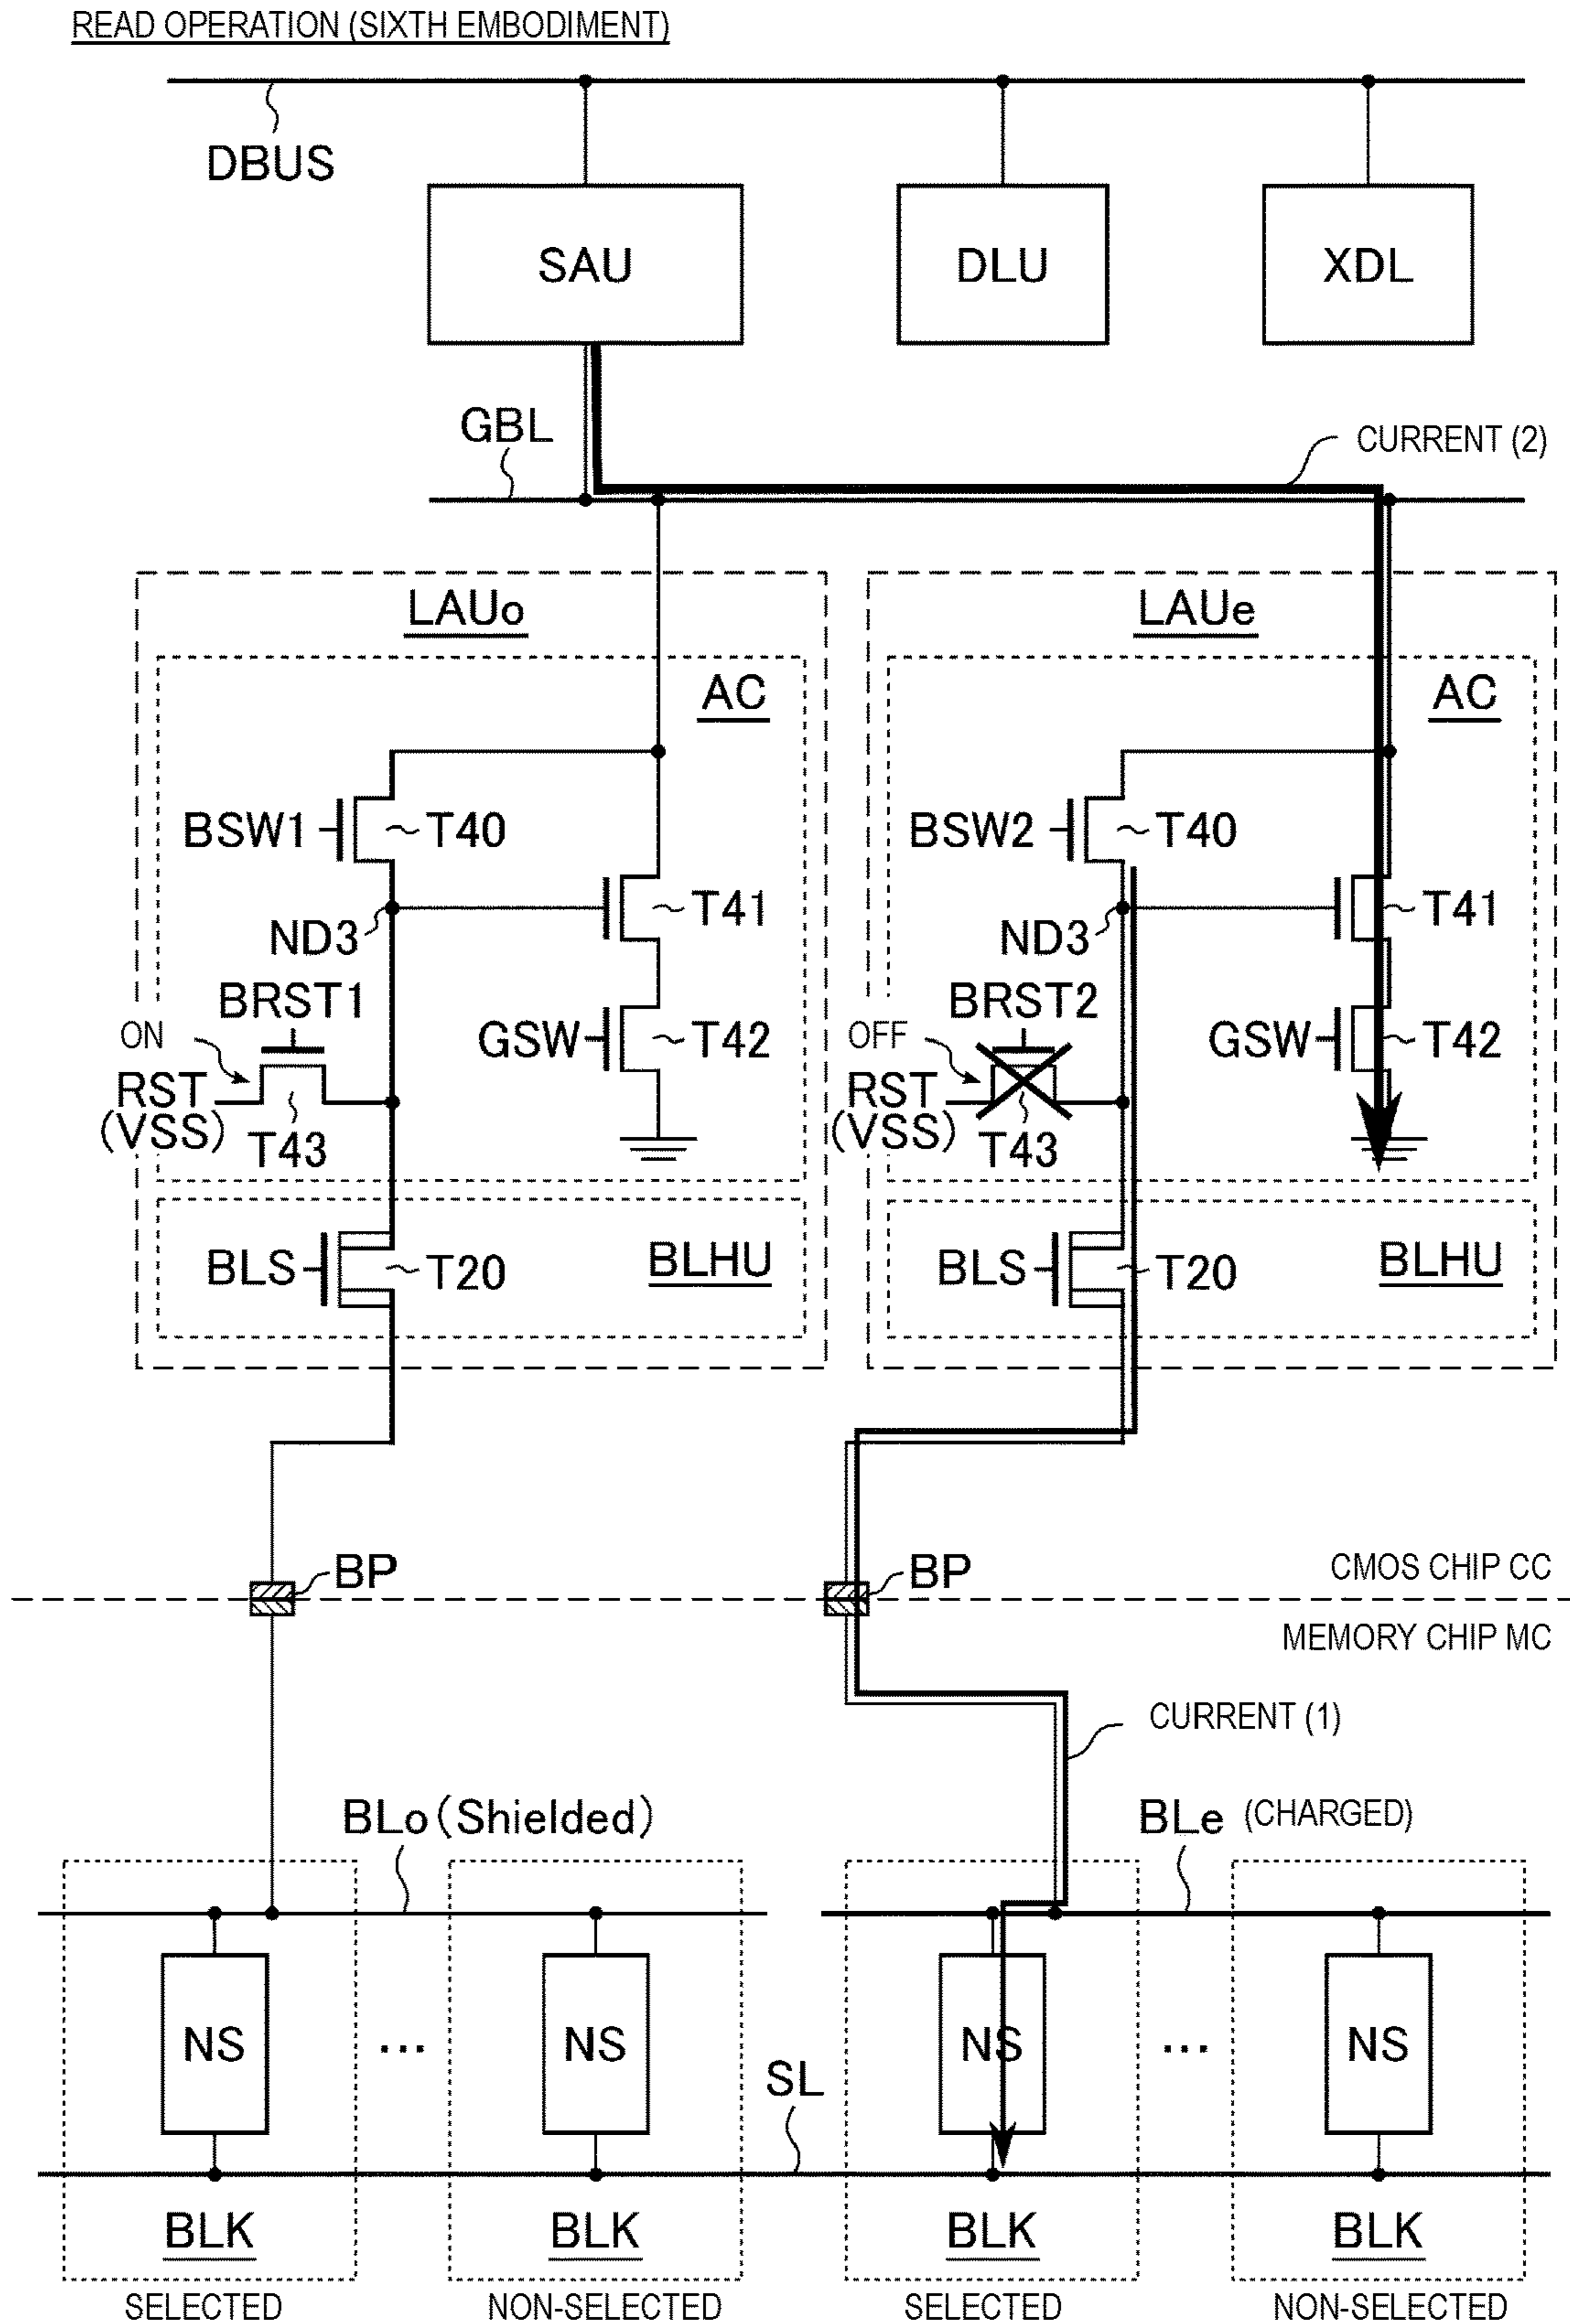 READ OPERATION (SIXTH EMBODIMENT)
DBUS
SAU
DLU
XDL
GBL
CURRENT (2)
LAUo
LAUe
AC
AC
BSW1
T40
BSW2
T40
T41
T41
ND3
ND3
BRST1
BRST2
ON
GSW
T42
OFF
GSW
T42
RST
(VSS)
T43
RST
(VSS)
T43
BLS
T20
BLHU
BLS
T20
BLHU
BP
BP
CMOS CHIP CC
MEMORY CHIP MC
CURRENT (1)
BLo (Shielded)
BLe (CHARGED)
NS
...
NS
NS
...
NS
SL
BLK
BLK
BLK
BLK
SELECTED
NON-SELECTED
SELECTED
NON-SELECTED